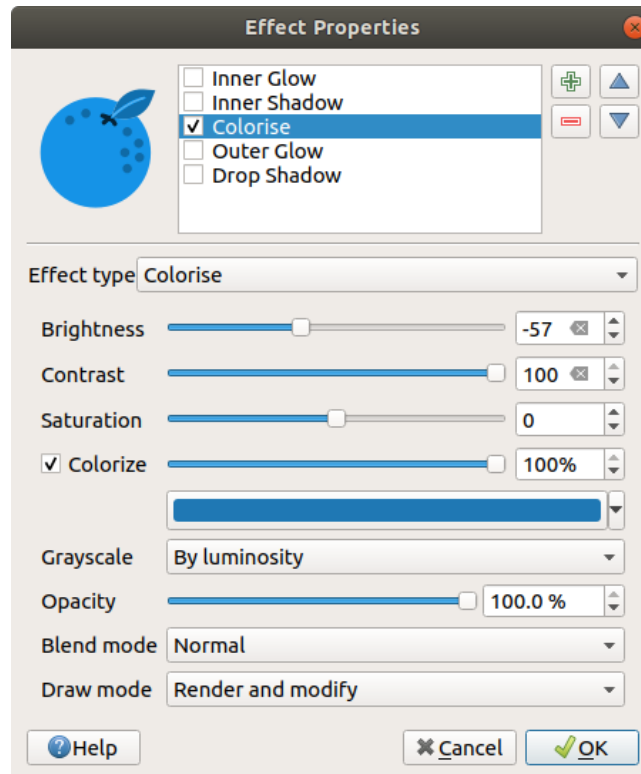 Effect Properties
Inner Glow
Inner Shadow
Colorise
Outer Glow
Drop Shadow
Effect type Colorise
Brightness -57
Contrast 100
Saturation 0
Colorize 100%
Grayscale By luminosity
Opacity 100.0 %
Blend mode Normal
Draw mode Render and modify
Help Cancel OK